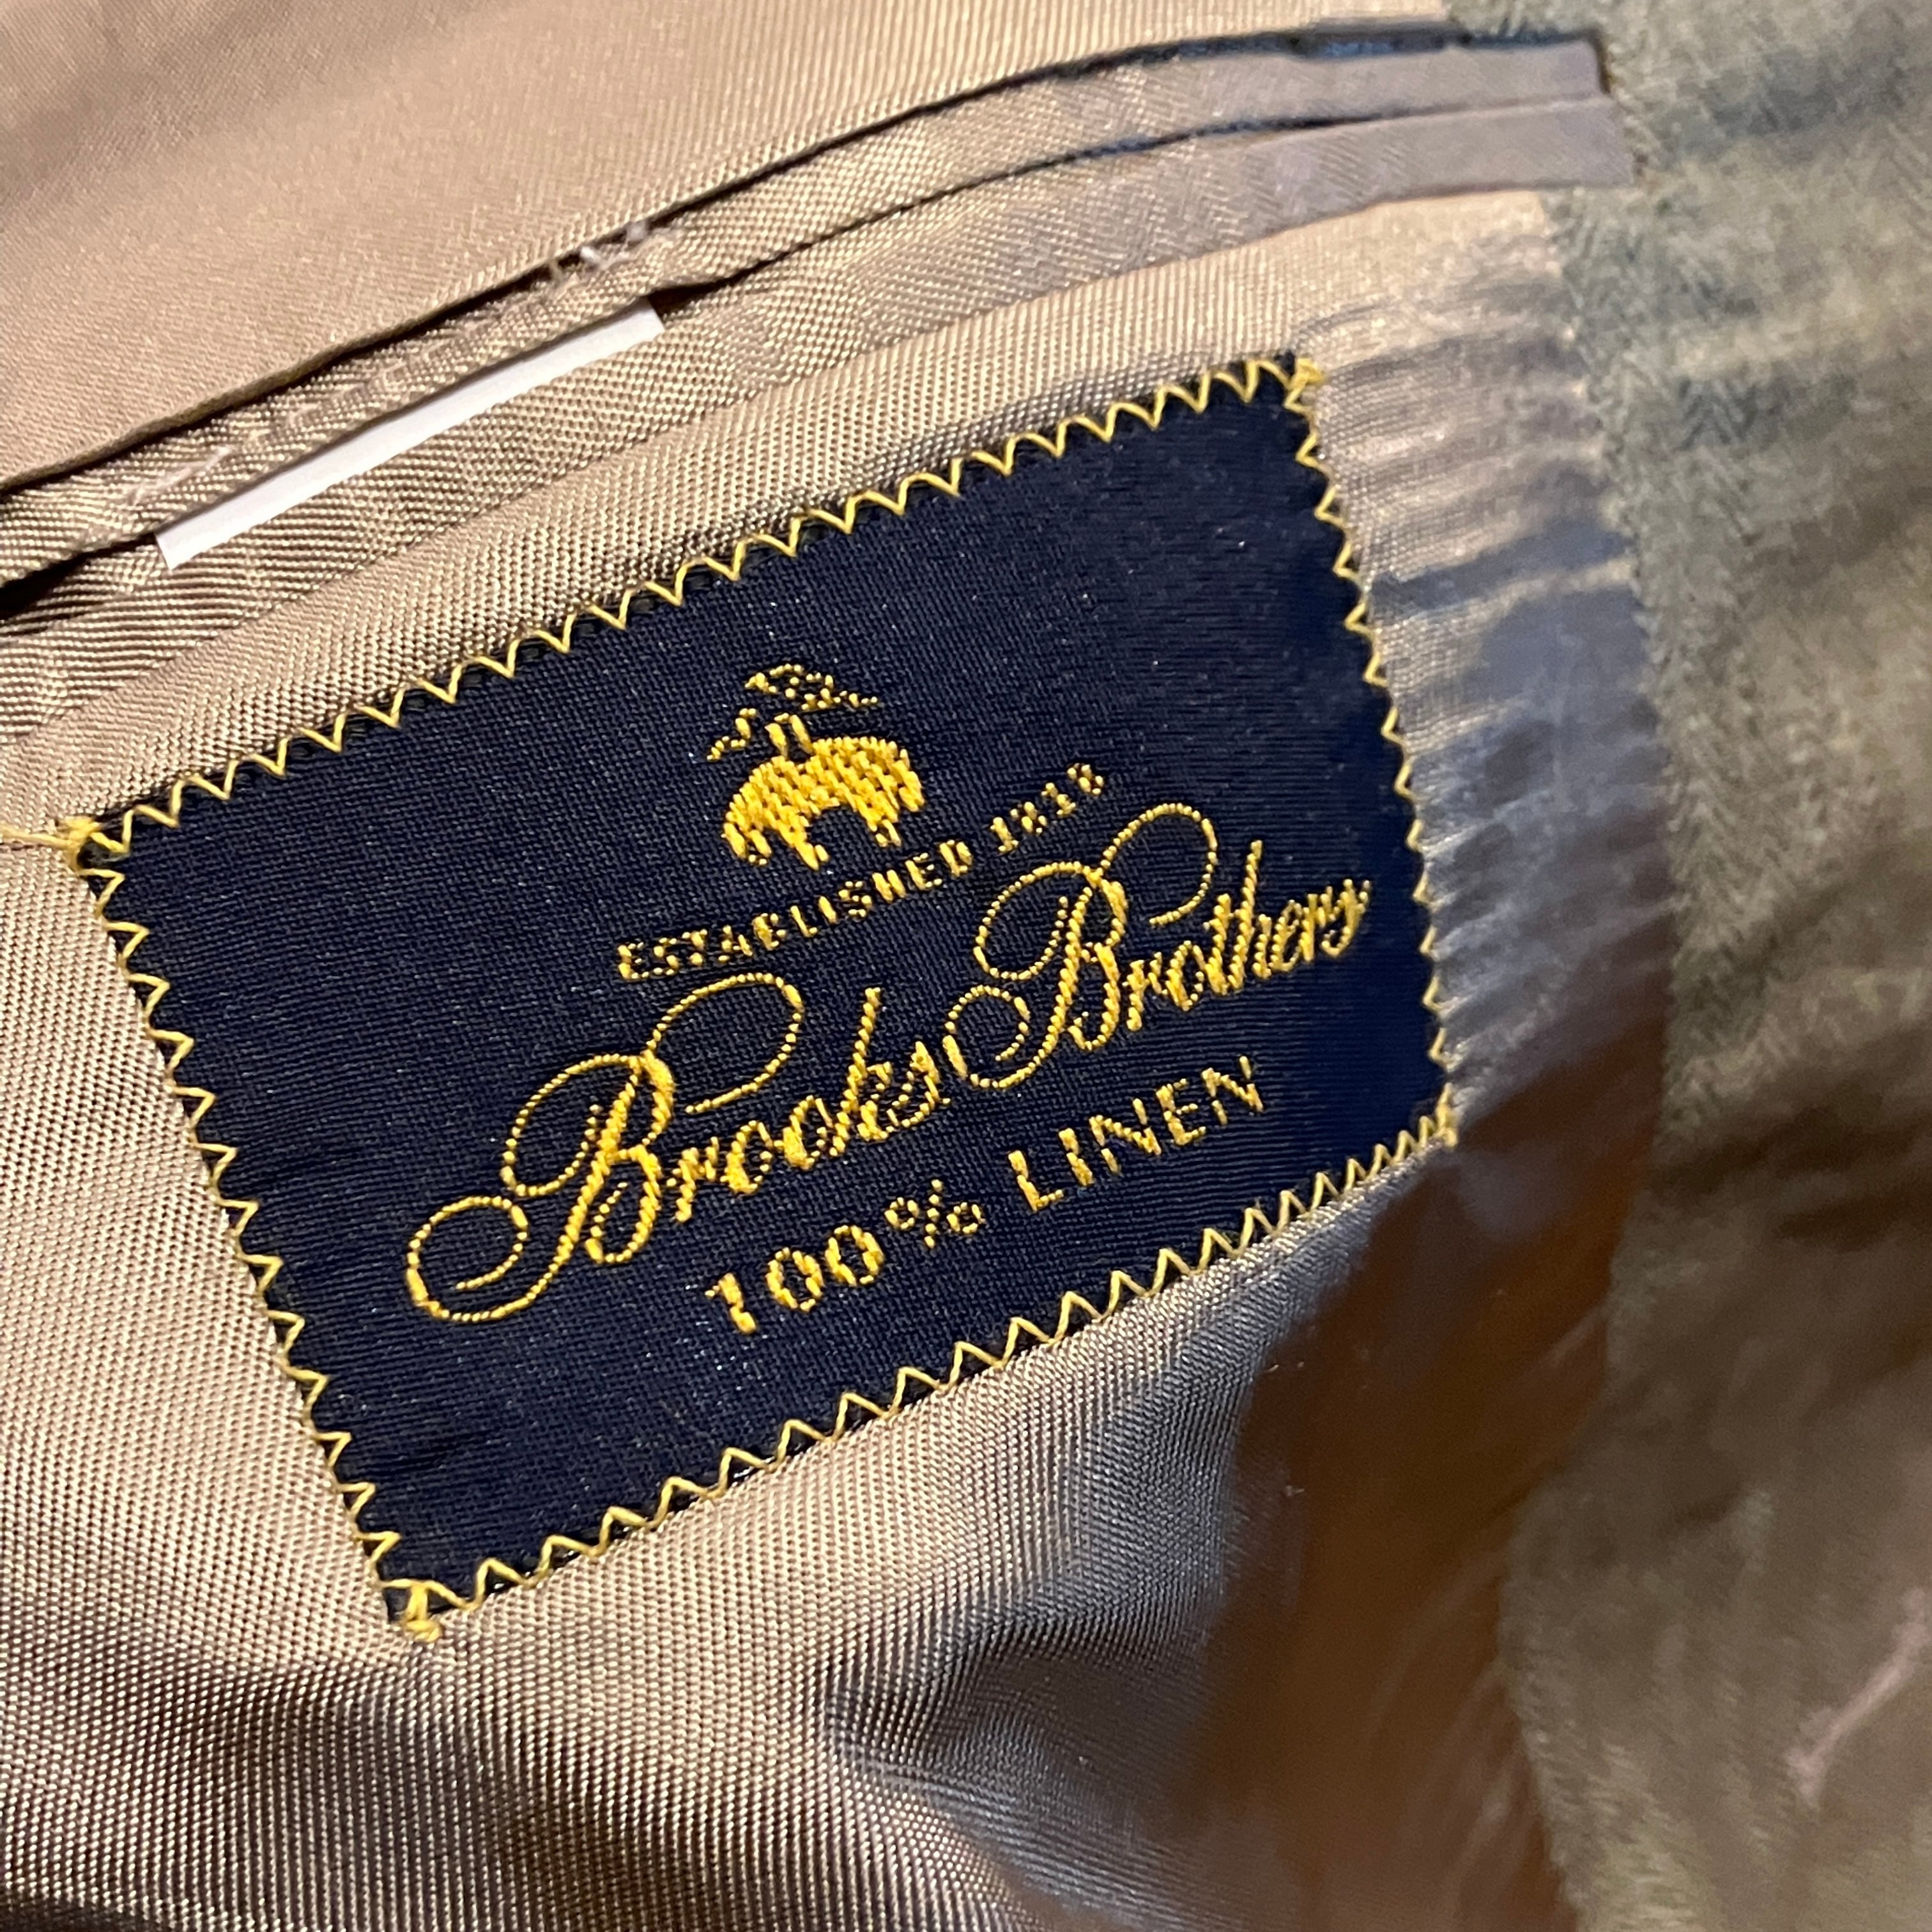 ESTABLISHED 1818
Brooks Brothers
100% LINEN